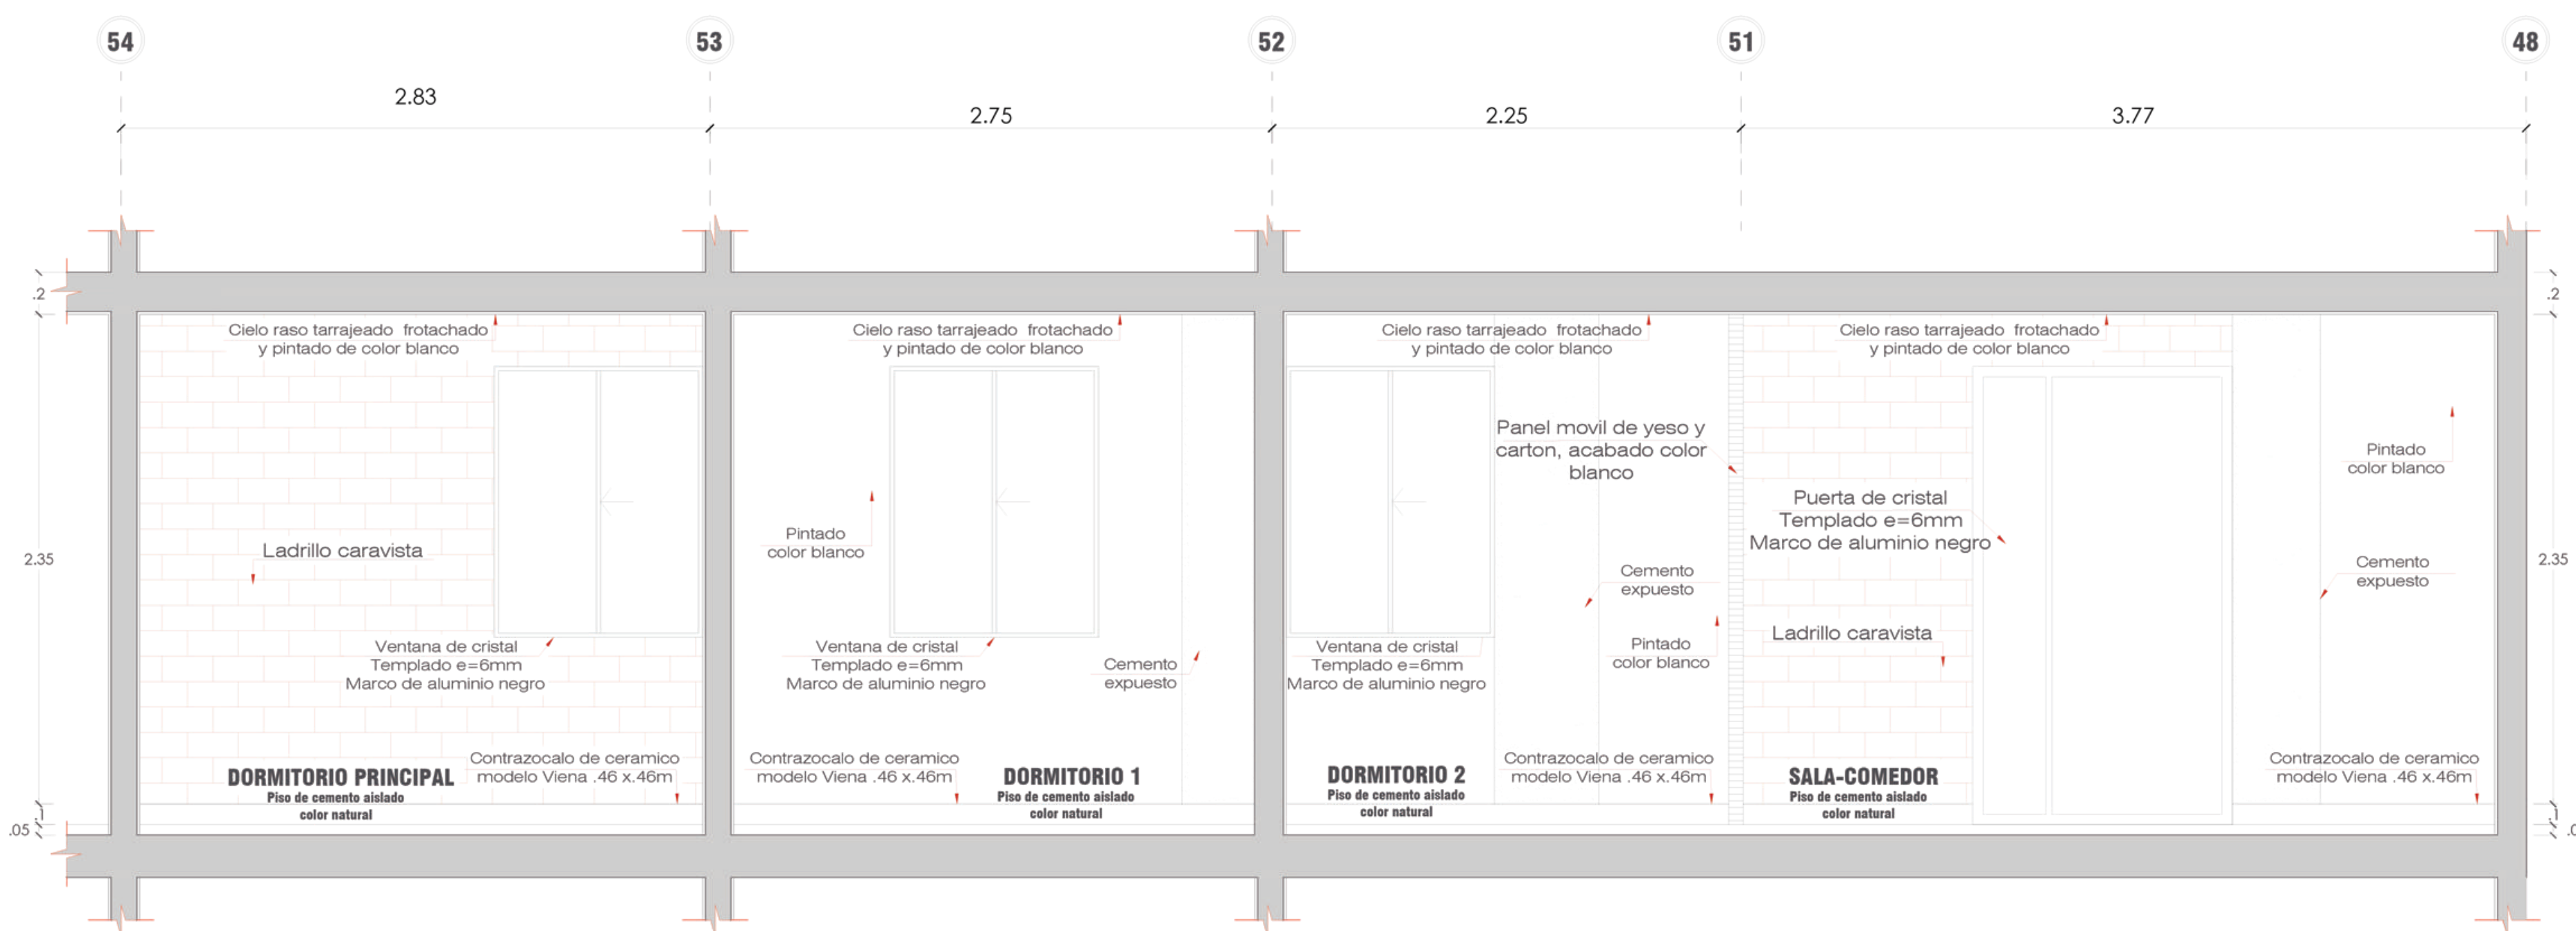 54
53
52
51
48
2.83
2.75
2.25
3.77
.2
.2
Cielo raso tarrajeado frotachado
y pintado de color blanco
Cielo raso tarrajeado frotachado
y pintado de color blanco
Cielo raso tarrajeado frotachado
y pintado de color blanco
Cielo raso tarrajeado frotachado
y pintado de color blanco
Panel movil de yeso y
carton, acabado color
blanco
Pintado
color blanco
Puerta de cristal
Templado e=6mm
Marco de aluminio negro
Pintado
color blanco
Ladrillo caravista
2.35
2.35
Cemento
expuesto
Cemento
expuesto
Ladrillo caravista
Ventana de cristal
Templado e=6mm
Marco de aluminio negro
Ventana de cristal
Templado e=6mm
Marco de aluminio negro
Cemento
expuesto
Ventana de cristal
Templado e=6mm
Marco de aluminio negro
Pintado
color blanco
Contrazocalo de ceramico
modelo Viena .46 x.46m
Contrazocalo de ceramico
modelo Viena .46 x.46m
Contrazocalo de ceramico
modelo Viena .46 x.46m
Contrazocalo de ceramico
modelo Viena .46 x.46m
DORMITORIO PRINCIPAL
Piso de cemento aislado
color natural
DORMITORIO 1
Piso de cemento aislado
color natural
DORMITORIO 2
Piso de cemento aislado
color natural
SALA-COMEDOR
Piso de cemento aislado
color natural
.1
.05